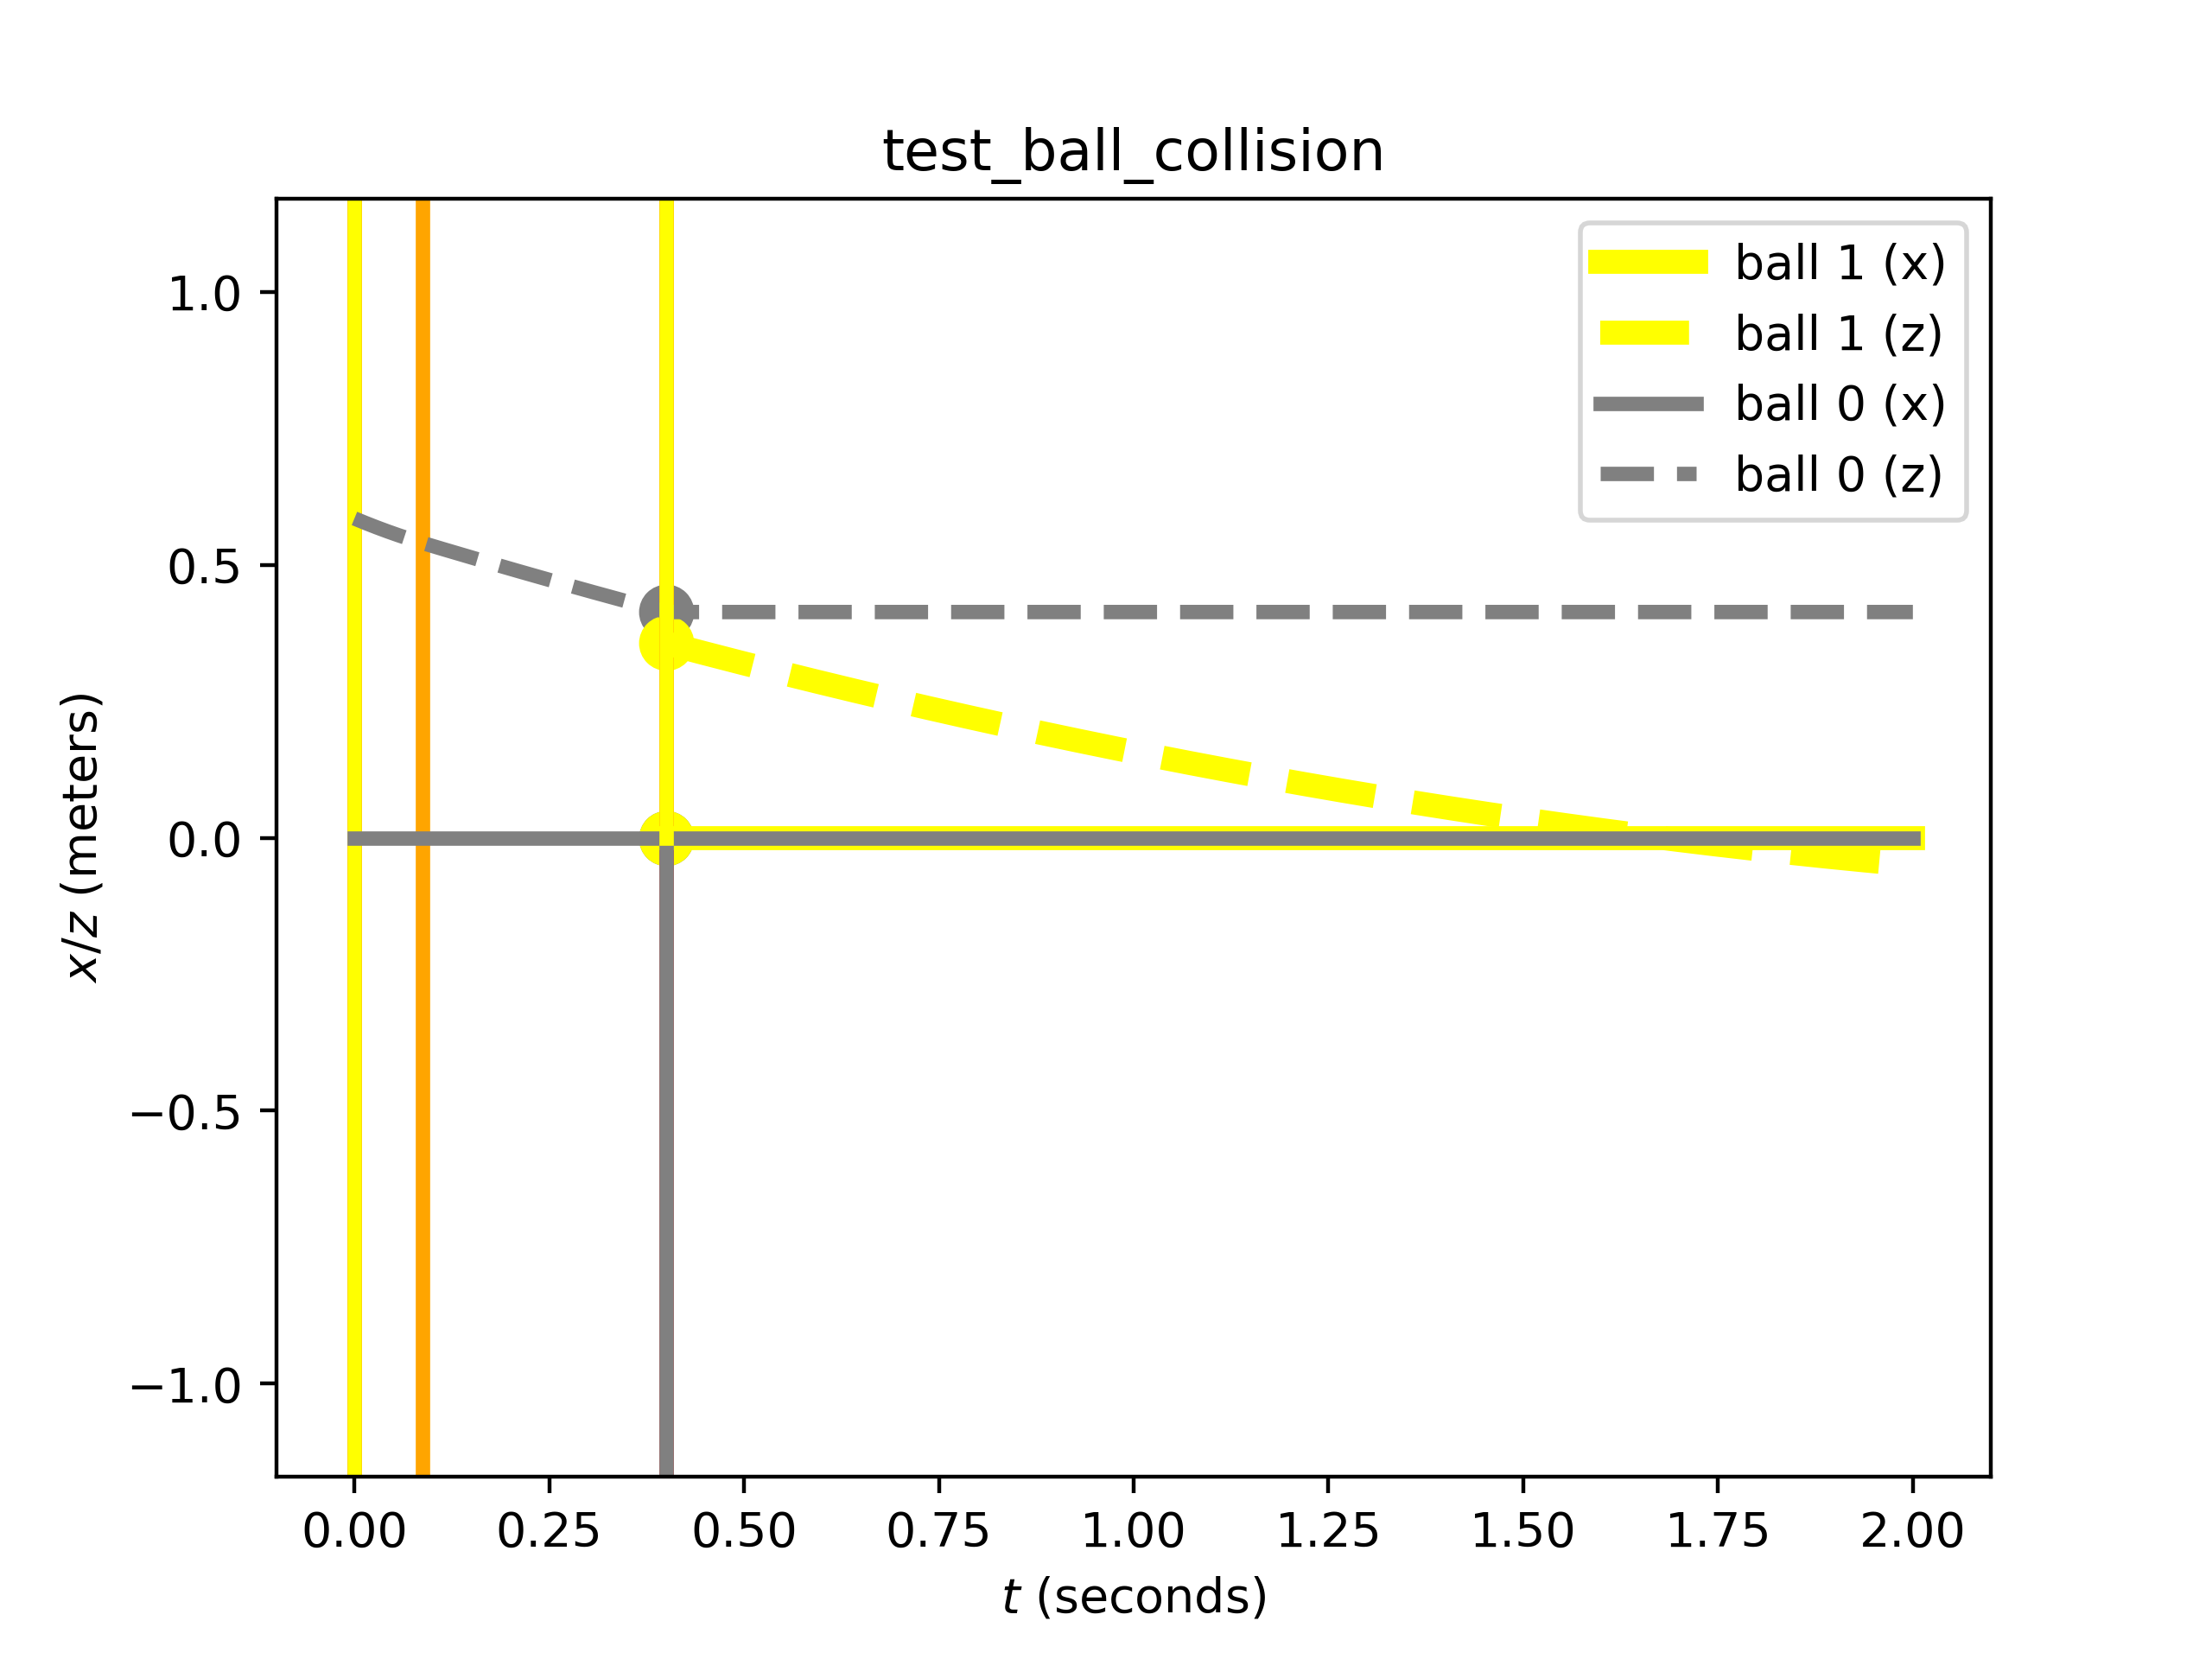 test_ball_collision
ball 1 (x)
ball 1 (z)
ball 0 (x)
ball 0 (z)
x/z (meters)
1.0
0.5
0.0
−0.5
−1.0
0.00 0.25 0.50 0.75 1.00 1.25 1.50 1.75 2.00
t (seconds)